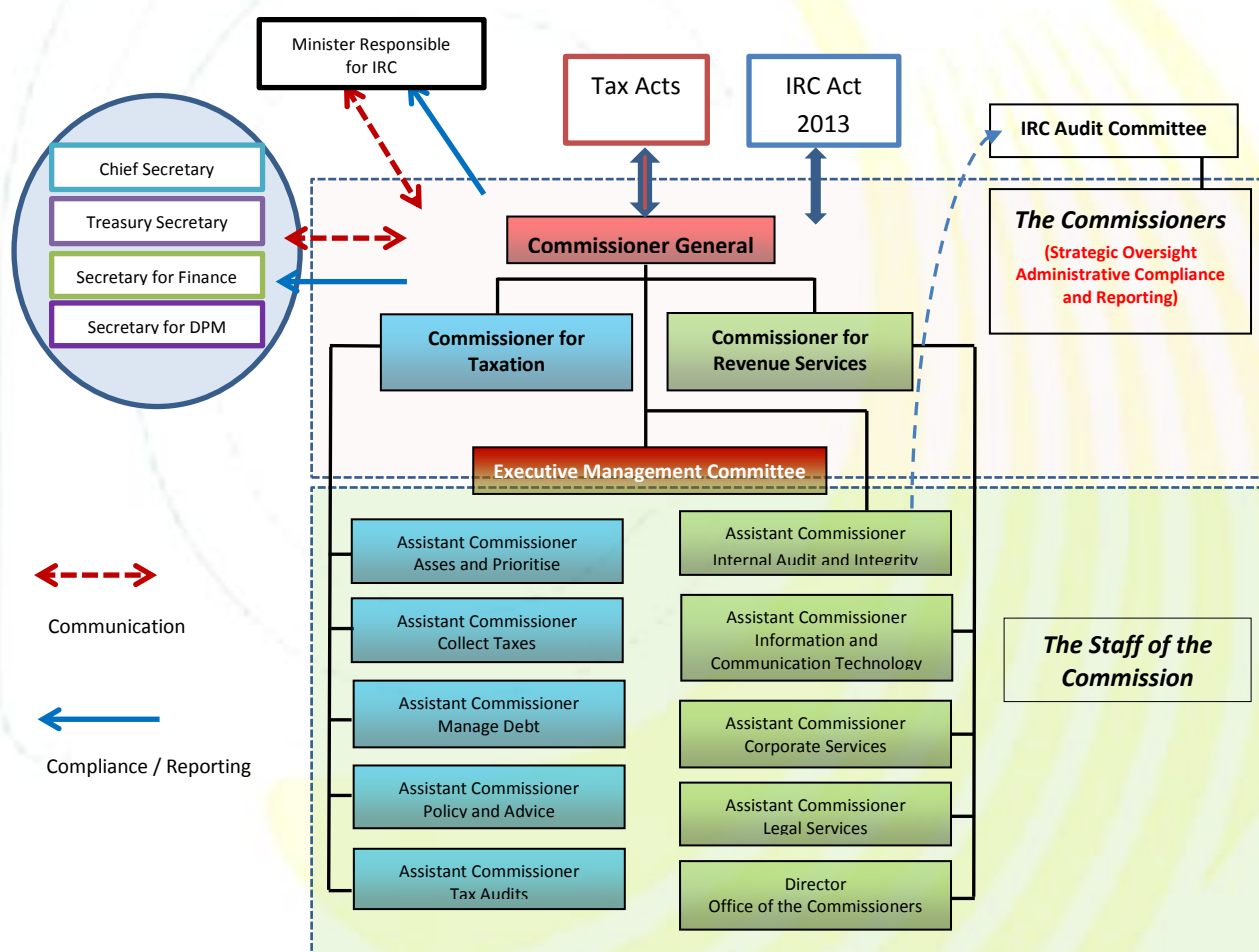 Minister Responsible
for IRC
Tax Acts
IRC Act
2013
IRC Audit Committee
Chief Secretary
Treasury Secretary
Secretary for Finance
Secretary for DPM
The Commissioners
(Strategic Oversight
Administrative Compliance
and Reporting)
Commissioner General
Commissioner for
Taxation
Commissioner for
Revenue Services
Executive Management Committee
Assistant Commissioner
Asses and Prioritise
Assistant Commissioner
Collect Taxes
Assistant Commissioner
Manage Debt
Assistant Commissioner
Policy and Advice
Assistant Commissioner
Tax Audits
Assistant Commissioner
Internal Audit and Integrity
Assistant Commissioner
Information and
Communication Technology
Assistant Commissioner
Corporate Services
Assistant Commissioner
Legal Services
Director
Office of the Commissioners
The Staff of the
Commission
Communication
Compliance / Reporting